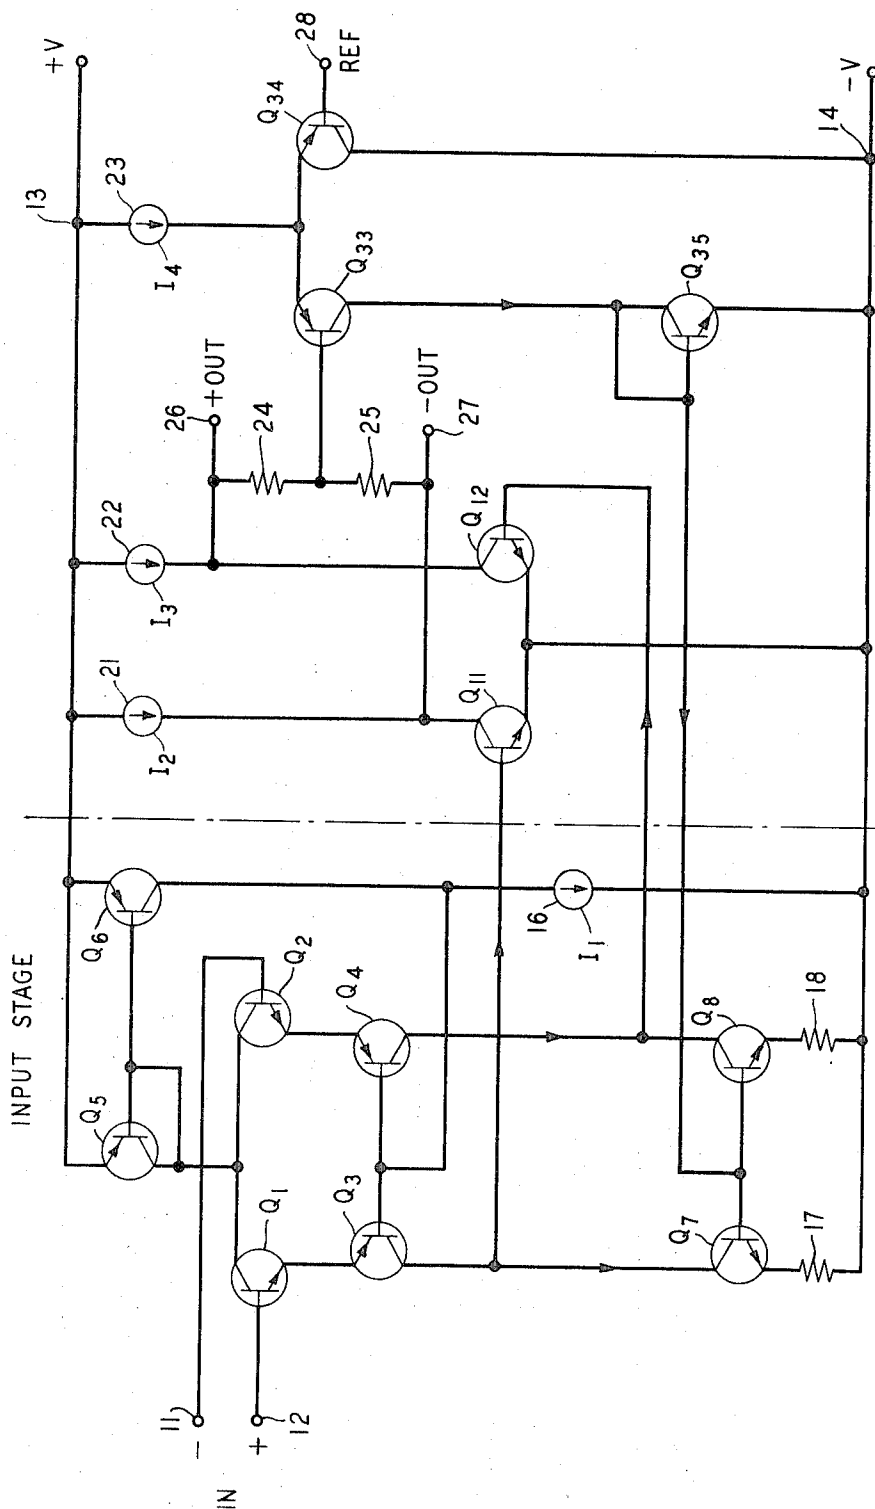 INPUT STAGE
+V
13
23
I4
28
REF
Q34
Q33
+OUT
26
24
25
-OUT
27
22
I3
21
I2
Q12
Q11
Q35
14
-V
Q6
Q5
Q2
Q1
Q4
Q3
16
I1
Q8
Q7
18
17
11
-
+
12
IN